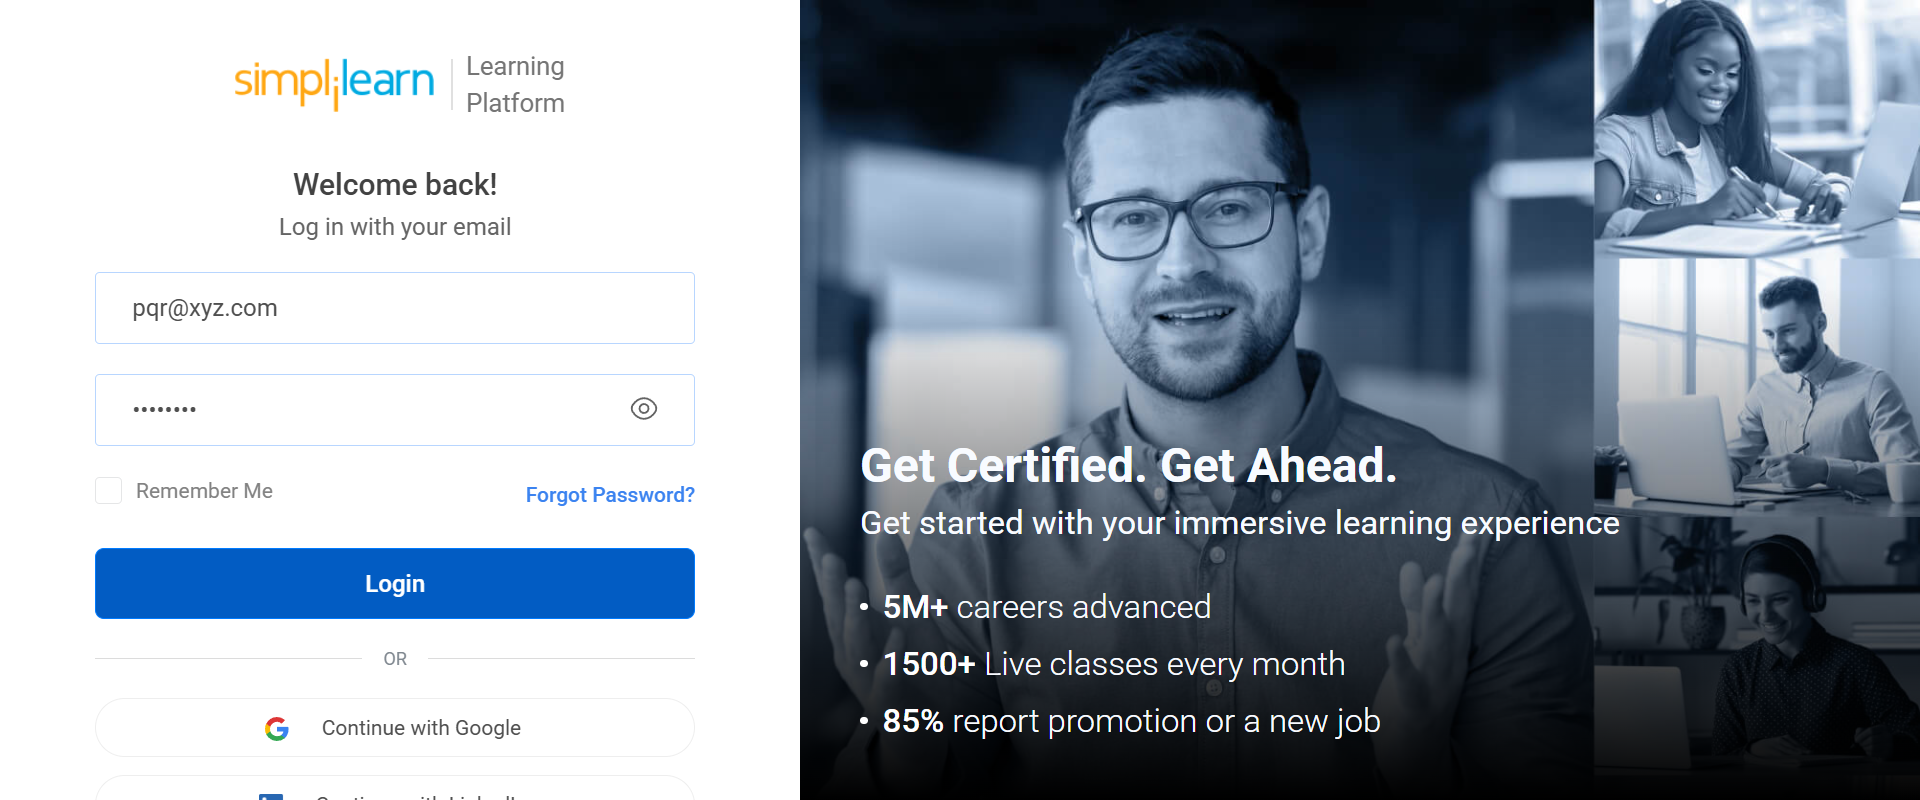 simplilearn
Learning
Platform
Welcome back!
Log in with your email
pqr@xyz.com
••••••••
Remember Me
Forgot Password?
Login
OR
Continue with Google
Get Certified. Get Ahead.
Get started with your immersive learning experience
• 5M+ careers advanced
• 1500+ Live classes every month
• 85% report promotion or a new job